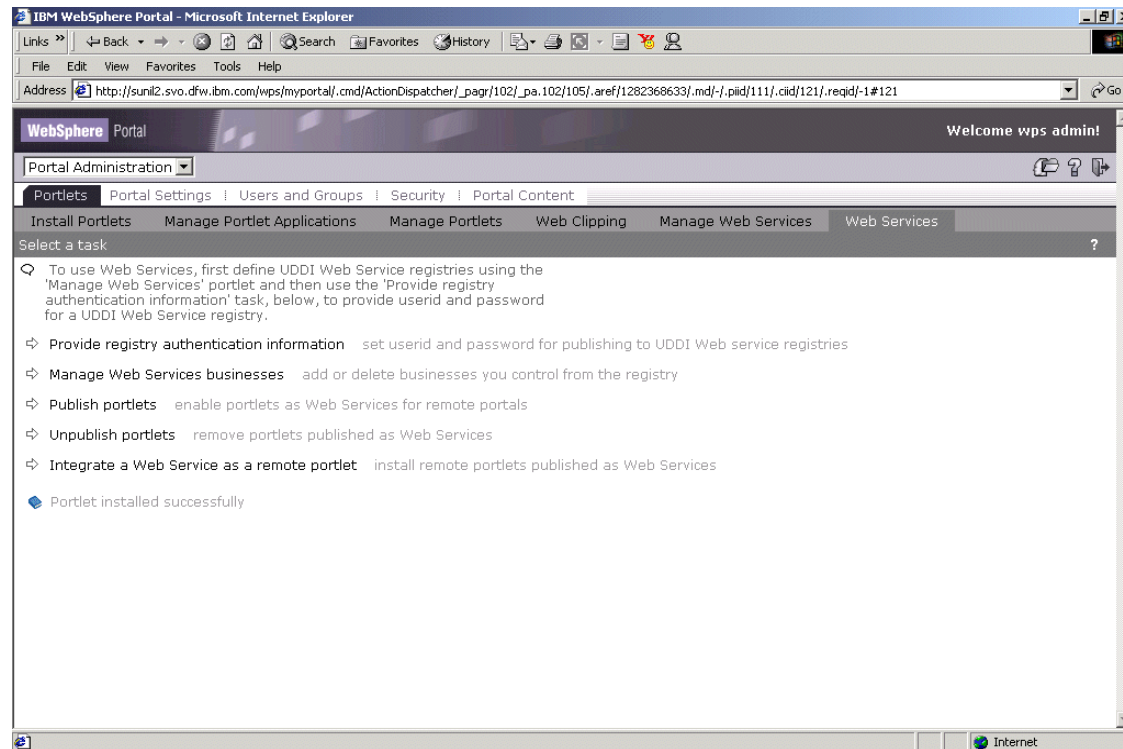 IBM WebSphere Portal - Microsoft Internet Explorer
Links » Back Search Favorites History
File Edit View Favorites Tools Help
Address http://sunil2.svo.dfw.ibm.com/wps/myportal/.cmd/ActionDispatcher/_pagr/102/_pa.102/105/.aref/1282368633/.md/-/.piid/111/.ciid/121/.reqid/-1#121 Go
WebSphere Portal Welcome wps admin!
Portal Administration
Portlets Portal Settings Users and Groups Security Portal Content
Install Portlets Manage Portlet Applications Manage Portlets Web Clipping Manage Web Services Web Services
Select a task ?
To use Web Services, first define UDDI Web Service registries using the
'Manage Web Services' portlet and then use the 'Provide registry
authentication information' task, below, to provide userid and password
for a UDDI Web Service registry.
Provide registry authentication information set userid and password for publishing to UDDI Web service registries
Manage Web Services businesses add or delete businesses you control from the registry
Publish portlets enable portlets as Web Services for remote portals
Unpublish portlets remove portlets published as Web Services
Integrate a Web Service as a remote portlet install remote portlets published as Web Services
Portlet installed successfully
Internet